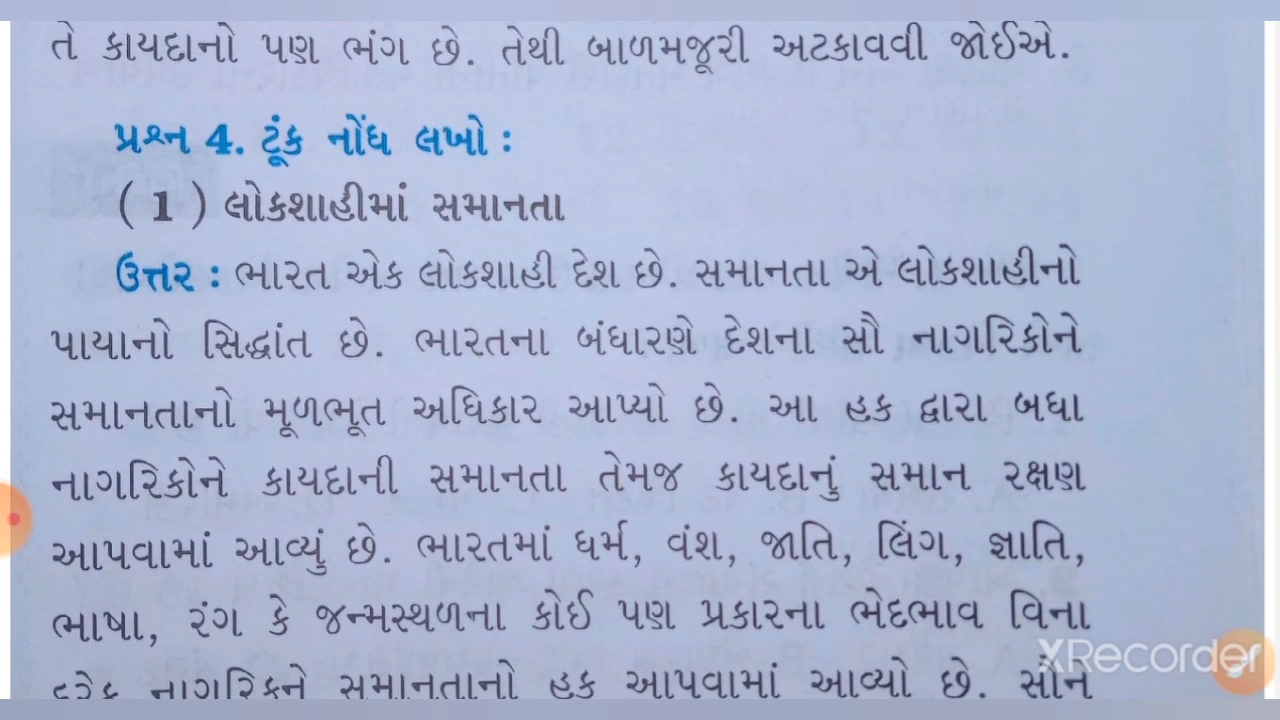 તે કાયદાનો પણ ભંગ છે. તેથી બાળમજૂરી અટકાવવી જોઈએ.
પ્રશ્ન 4. ટૂંક નોંધ લખો :
( 1 ) લોકશાહીમાં સમાનતા
ઉત્તર : ભારત એક લોકશાહી દેશ છે. સમાનતા એ લોકશાહીનો
પાયાનો સિદ્ધાંત છે. ભારતના બંધારણે દેશના સૌ નાગરિકોને
સમાનતાનો મૂળભૂત અધિકાર આપ્યો છે. આ હક દ્વારા બધા
નાગરિકોને કાયદાની સમાનતા તેમજ કાયદાનું સમાન રક્ષણ
આપવામાં આવ્યું છે. ભારતમાં ધર્મ, વંશ, જાતિ, લિંગ, જ્ઞાતિ,
ભાષા, રંગ કે જન્મસ્થળના કોઈ પણ પ્રકારના ભેદભાવ વિના
દરેક નાગરિકને સમાનતાનો હક આપવામાં આવ્યો છે. સૌને
XRecorder